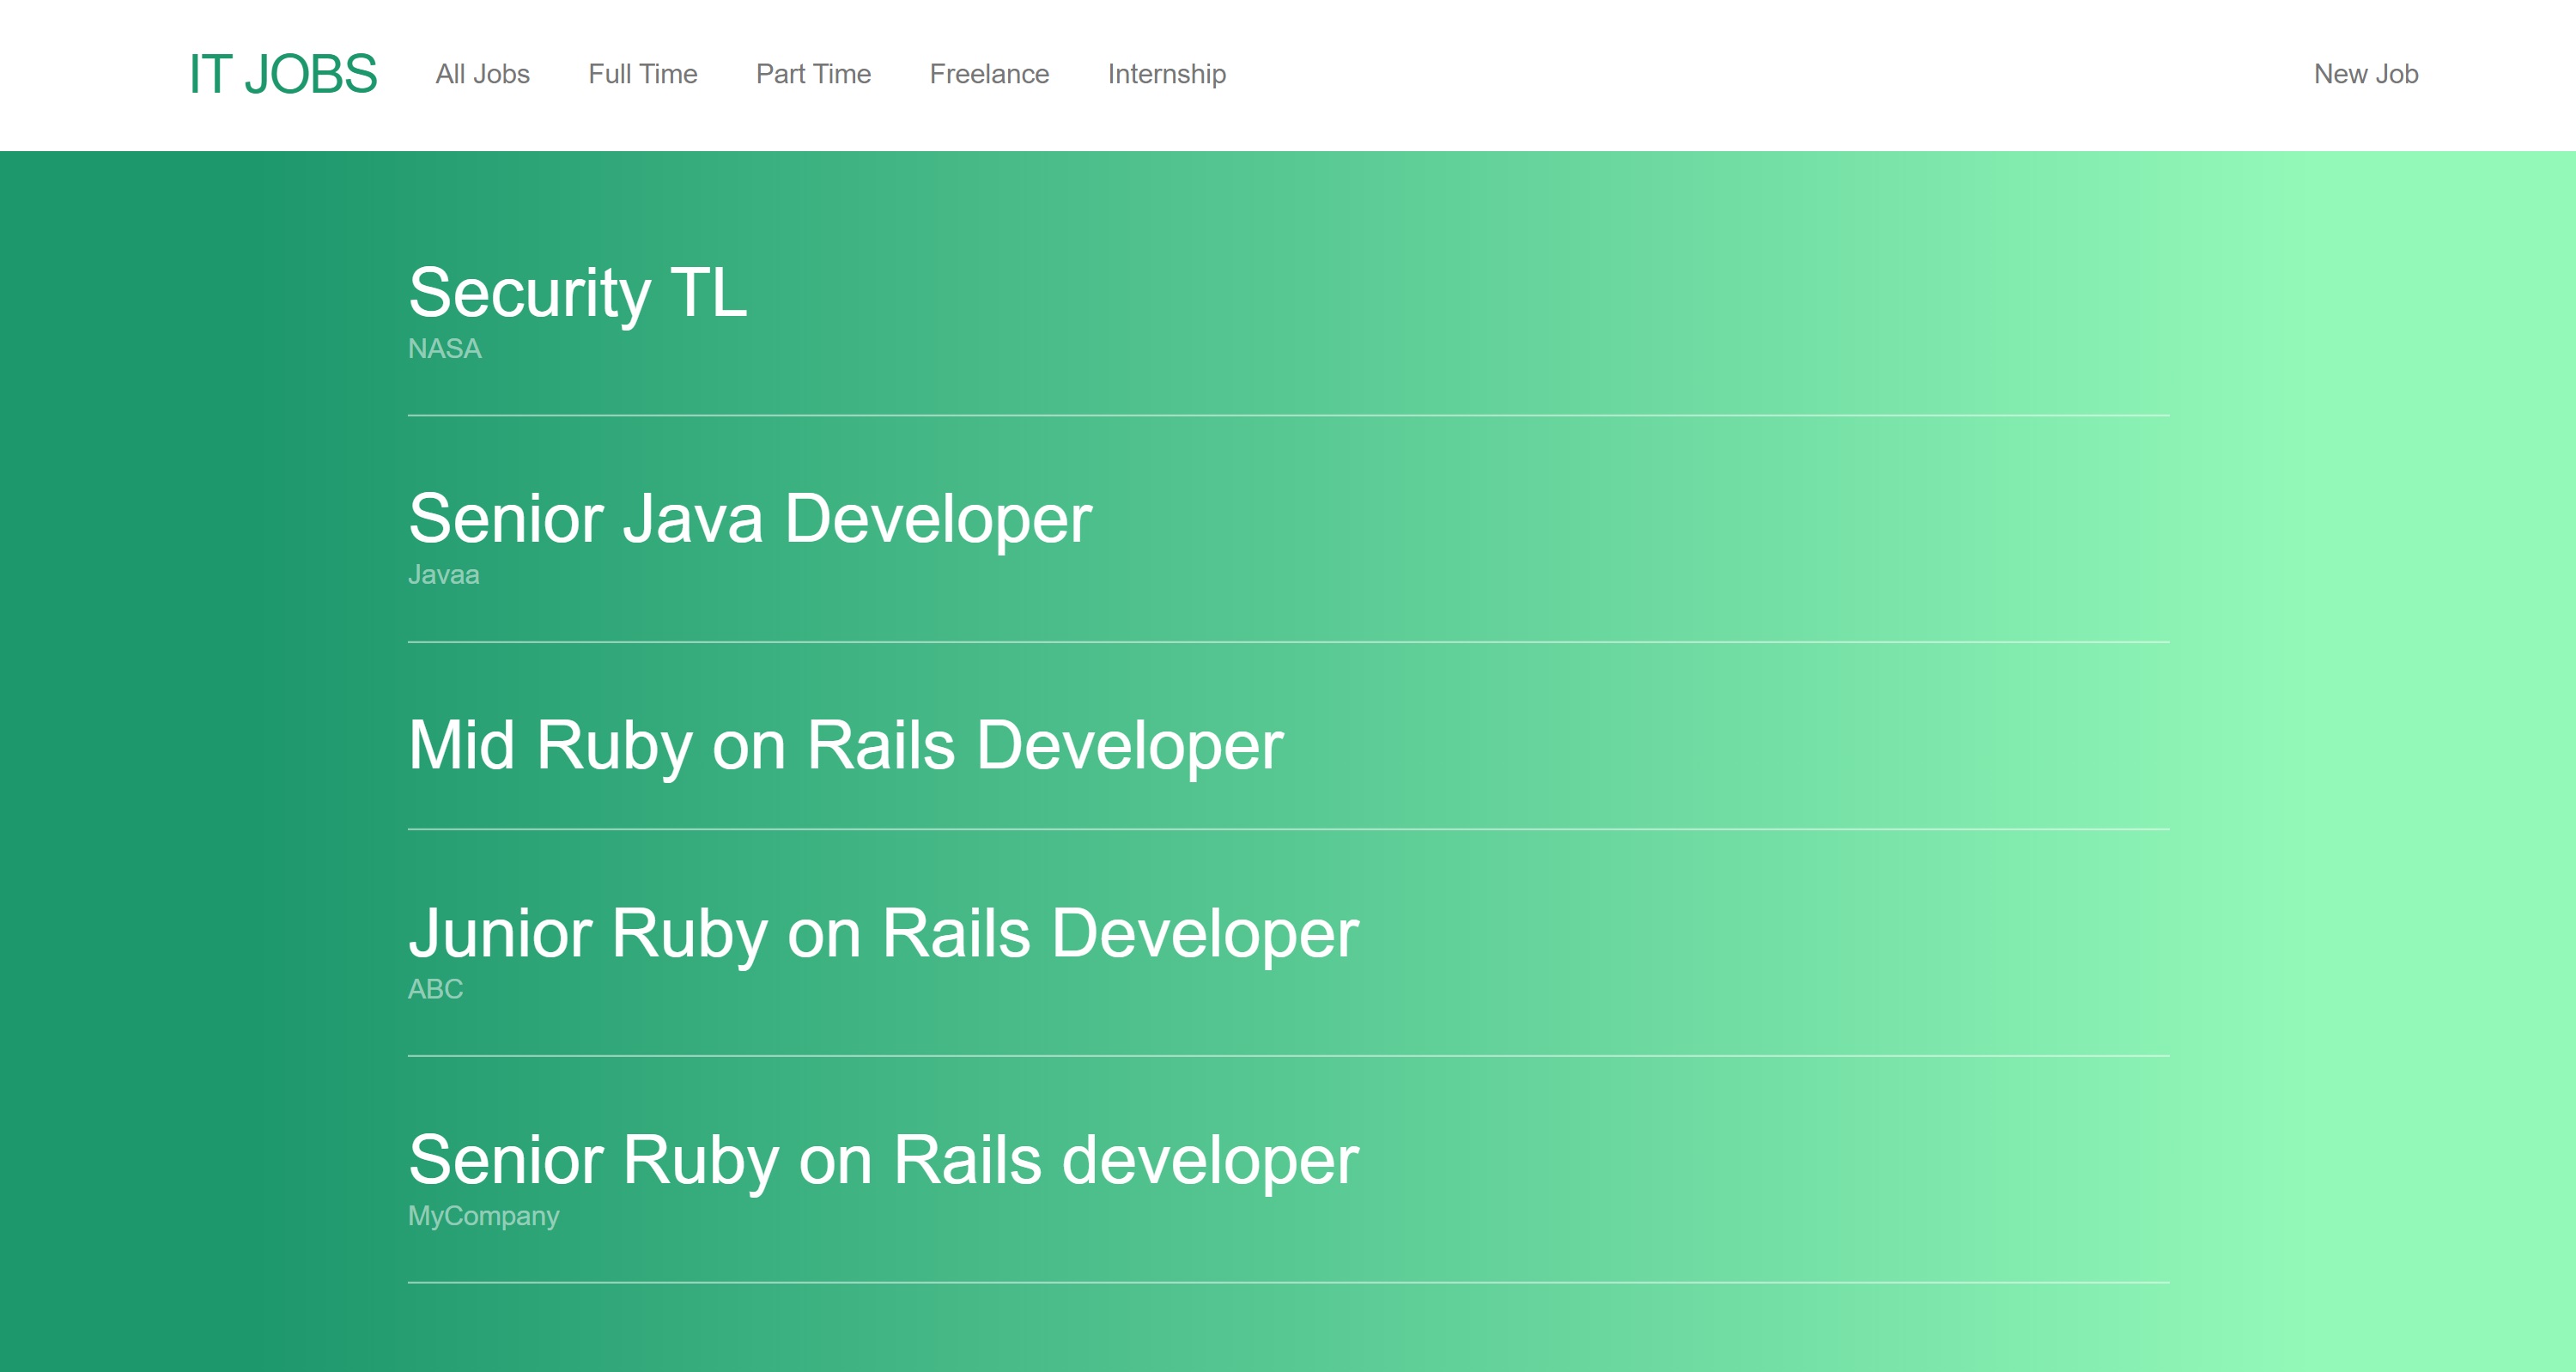 IT JOBS All Jobs Full Time Part Time Freelance Internship New Job
Security TL
NASA
Senior Java Developer
Javaa
Mid Ruby on Rails Developer
Junior Ruby on Rails Developer
ABC
Senior Ruby on Rails developer
MyCompany